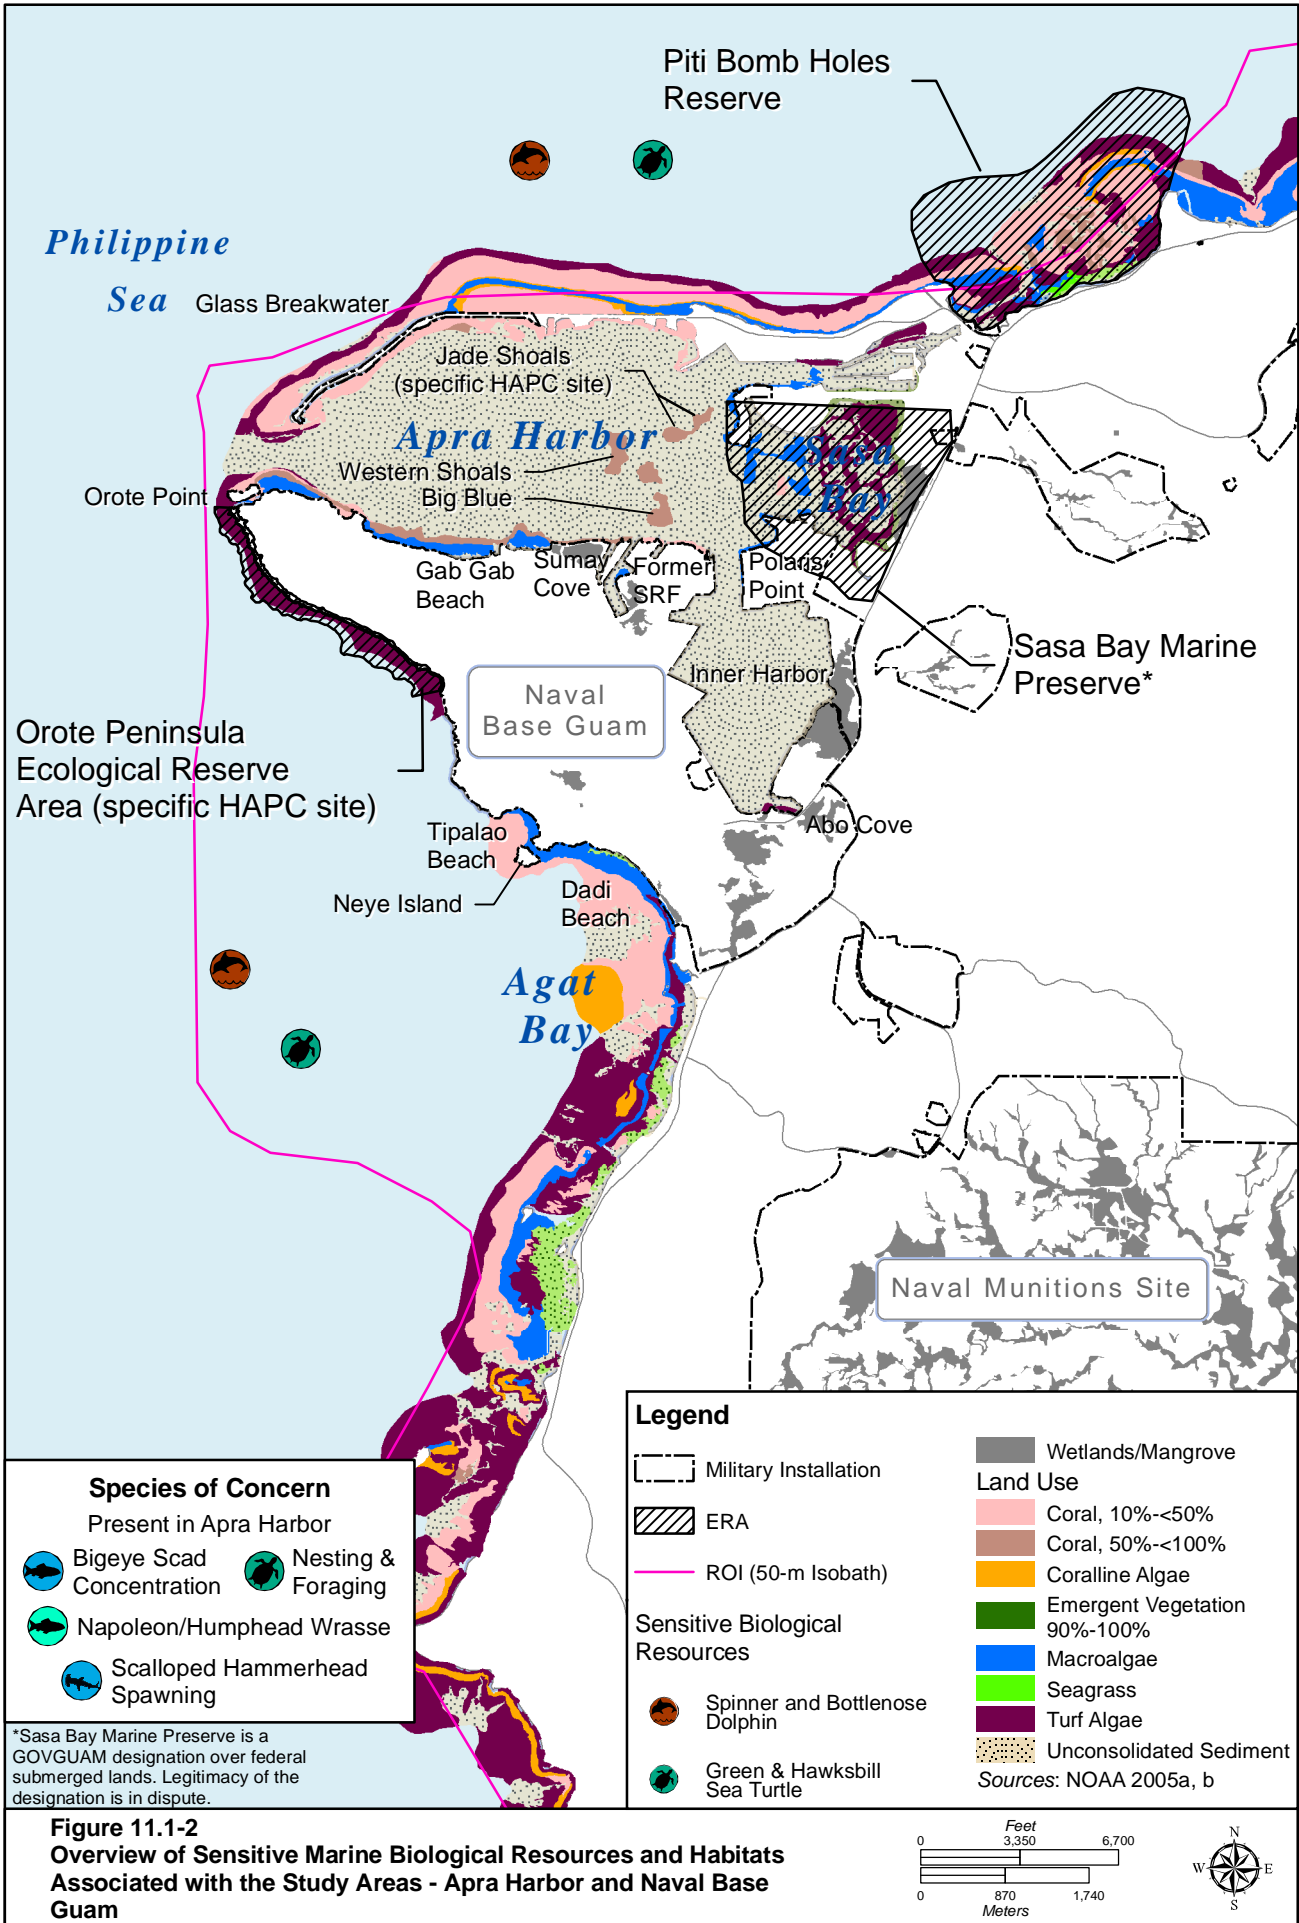 Piti Bomb Holes
Reserve
Philippine
Sea
Glass Breakwater
Jade Shoals
(specific HAPC site)
Apra Harbor
Sasa
Bay
Western Shoals
Big Blue
Orote Point
Gab Gab
Beach
Sumay
Cove
Former
SRF
Polaris
Point
Sasa Bay Marine
Preserve*
Inner Harbor
Naval
Base Guam
Orote Peninsula
Ecological Reserve
Area (specific HAPC site)
Abo Cove
Tipalao
Beach
Neye Island
Dadi
Beach
Agat
Bay
Naval Munitions Site
Species of Concern
Present in Apra Harbor
Bigeye Scad
Concentration
Nesting &
Foraging
Napoleon/Humphead Wrasse
Scalloped Hammerhead
Spawning
*Sasa Bay Marine Preserve is a
GOVGUAM designation over federal
submerged lands. Legitimacy of the
designation is in dispute.
Legend
Military Installation
ERA
ROI (50-m Isobath)
Sensitive Biological
Resources
Spinner and Bottlenose
Dolphin
Green & Hawksbill
Sea Turtle
Wetlands/Mangrove
Land Use
Coral, 10%-<50%
Coral, 50%-<100%
Coralline Algae
Emergent Vegetation
90%-100%
Macroalgae
Seagrass
Turf Algae
Unconsolidated Sediment
Sources: NOAA 2005a, b
Figure 11.1-2
Overview of Sensitive Marine Biological Resources and Habitats
Associated with the Study Areas - Apra Harbor and Naval Base
Guam
Feet
0 3,350 6,700
0 870 1,740
Meters
N
W E
S